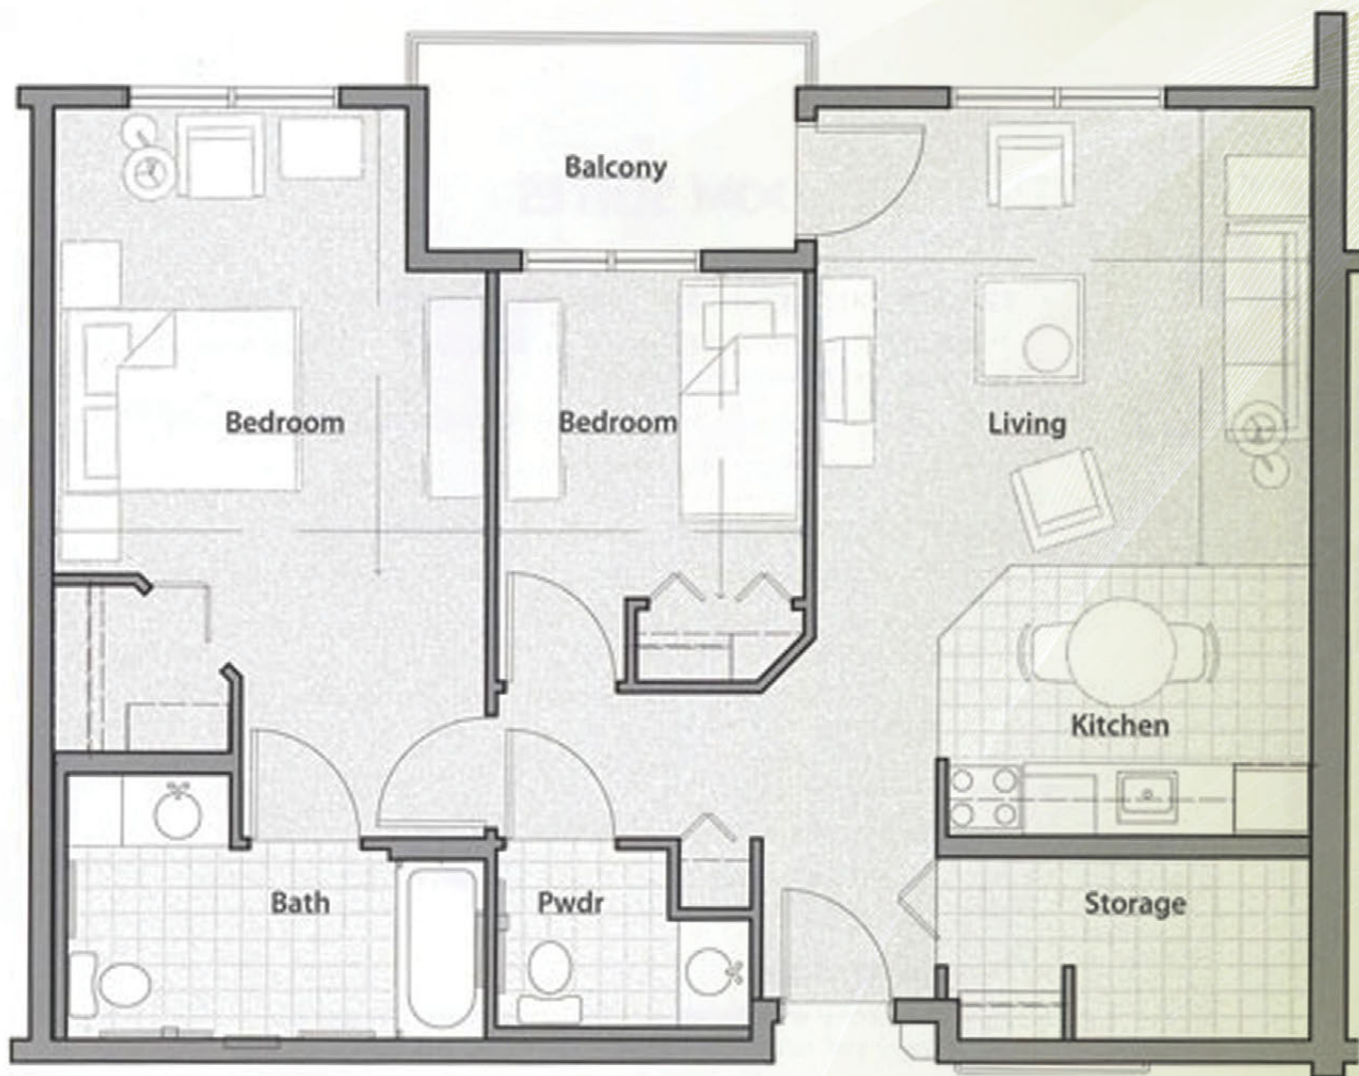 Balcony
Bedroom
Bedroom
Living
Kitchen
Bath
Pwdr
Storage